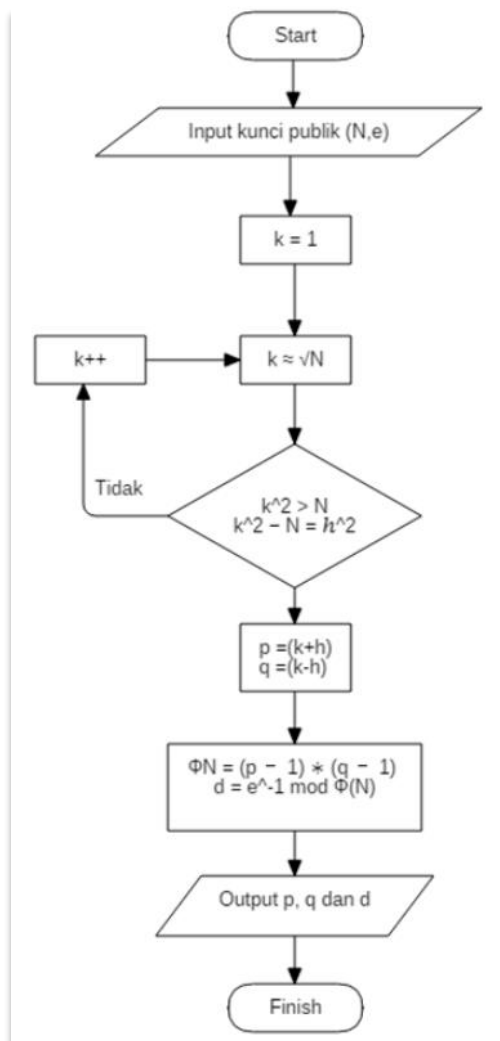 Start
Input kunci publik (N,e)
k = 1
k++
k ≈ √N
Tidak
k^2 > N
k^2 − N = ℎ^2
p =(k+h)
q =(k-h)
ΦN = (p − 1) ∗ (q − 1)
d = e^-1 mod Φ(N)
Output p, q dan d
Finish